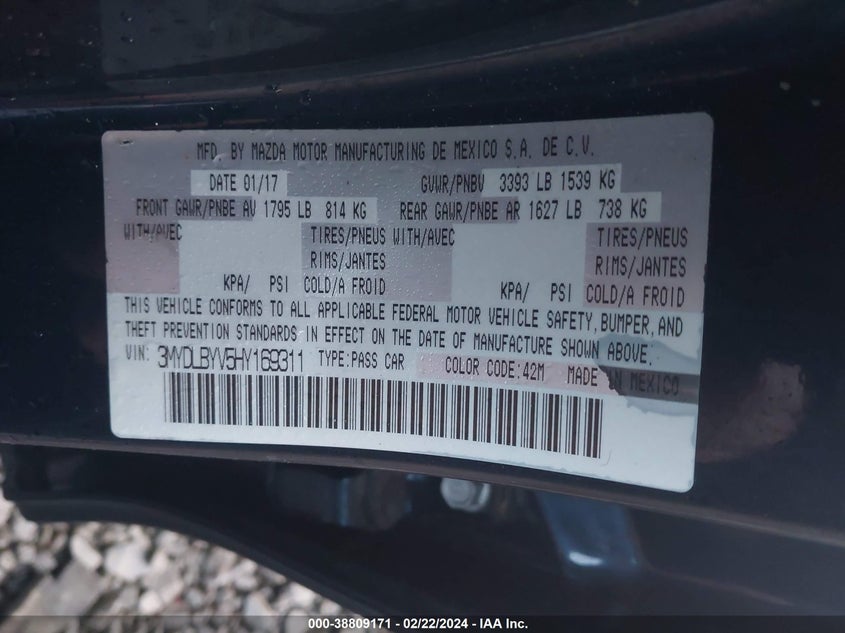 MFD. BY MAZDA MOTOR MANUFACTURING DE MEXICO S.A. DE C.V.
DATE 01/17 GVWR/PNBV 3393 LB 1539 KG
FRONT GAWR/PNBE AV 1795 LB 814 KG REAR GAWR/PNBE AR 1627 LB 738 KG
WITH/AVEC TIRES/PNEUS WITH/AVEC TIRES/PNEUS
RIMS/JANTES RIMS/JANTES
KPA/ PSI COLD/A FROID KPA/ PSI COLD/A FROID
THIS VEHICLE CONFORMS TO ALL APPLICABLE FEDERAL MOTOR VEHICLE SAFETY, BUMPER, AND
THEFT PREVENTION STANDARDS IN EFFECT ON THE DATE OF MANUFACTURE SHOWN ABOVE.
VIN: 3MYDLBYV5HY169311 TYPE:PASS CAR COLOR CODE:42M MADE IN MEXICO
000-38809171 - 02/22/2024 - IAA Inc.